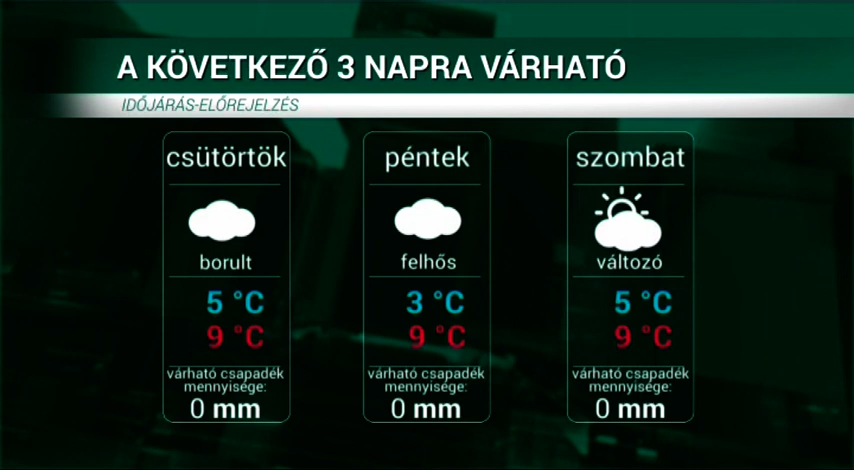 A KÖVETKEZŐ 3 NAPRA VÁRHATÓ
IDŐJÁRÁS-ELŐREJELZÉS
csütörtök
borult
5 °C
9 °C
várható csapadék
mennyisége:
0 mm
péntek
felhős
3 °C
9 °C
várható csapadék
mennyisége:
0 mm
szombat
változó
5 °C
9 °C
várható csapadék
mennyisége:
0 mm